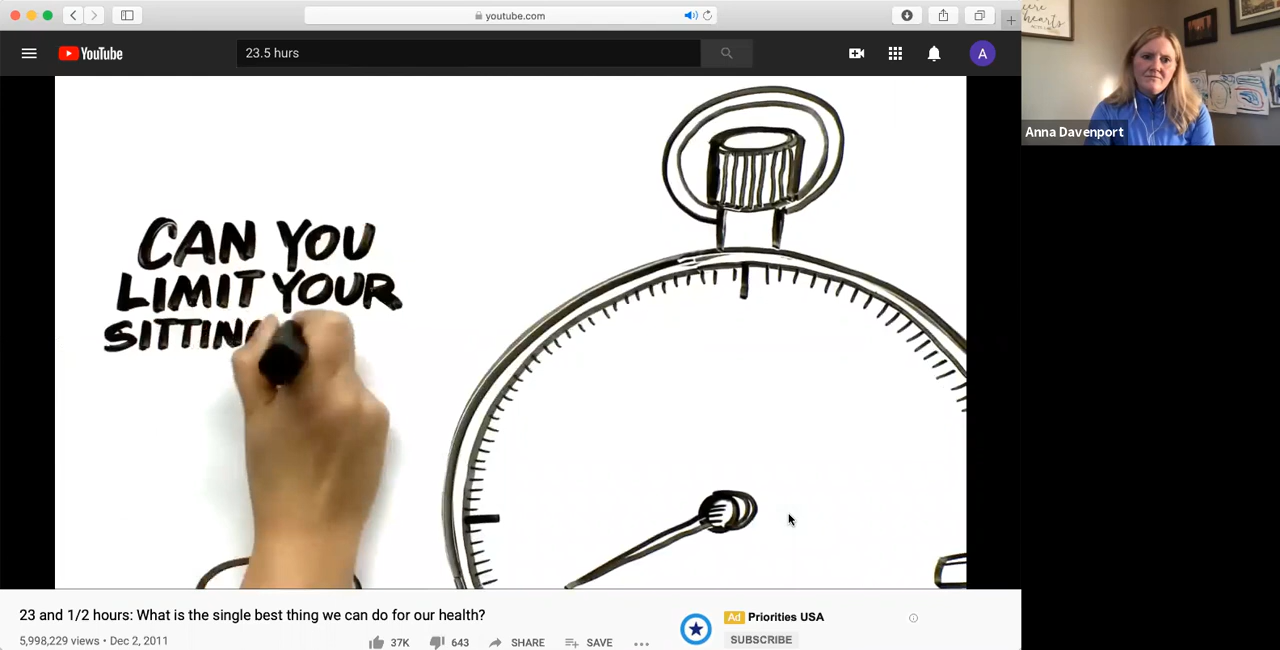 youtube.com
YouTube
23.5 hurs
A
CAN YOU
LIMIT YOUR
SITTING
23 and 1/2 hours: What is the single best thing we can do for our health?
5,998,229 views • Dec 2, 2011
37K
643
SHARE
SAVE
Ad Priorities USA
SUBSCRIBE
hearts
Anna Davenport